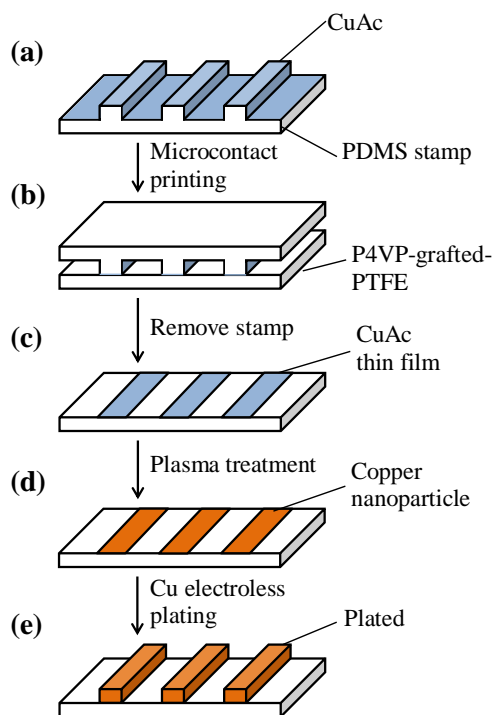 CuAc
(a)
PDMS stamp
Microcontact
printing
(b)
P4VP-grafted-
PTFE
Remove stamp
(c)
CuAc
thin film
Plasma treatment
(d)
Copper
nanoparticle
Cu electroless
plating
(e)
Plated